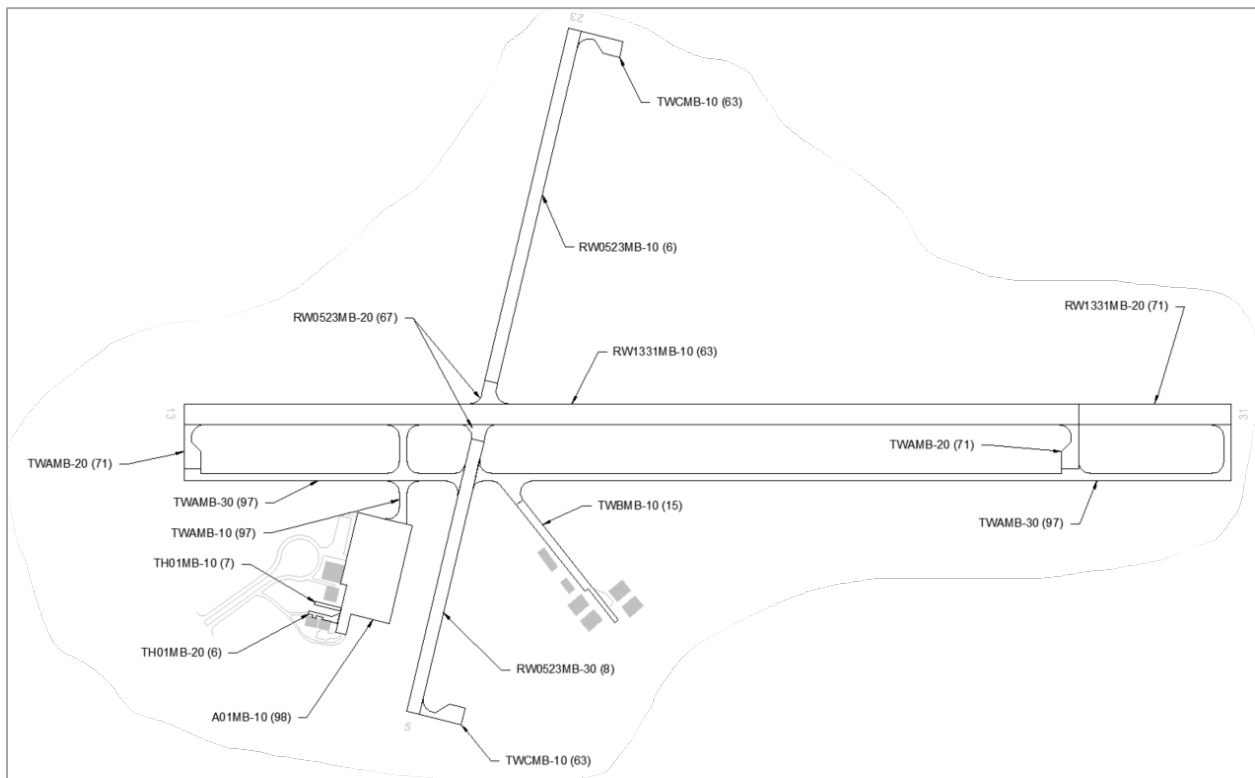 23
TWCMB-10 (63)
RW0523MB-10 (6)
RW1331MB-20 (71)
RW0523MB-20 (67)
RW1331MB-10 (63)
13
31
TWAMB-20 (71)
TWAMB-20 (71)
TWAMB-30 (97)
TWBMB-10 (15)
TWAMB-30 (97)
TWAMB-10 (97)
TH01MB-10 (7)
TH01MB-20 (6)
RW0523MB-30 (8)
A01MB-10 (98)
5
TWCMB-10 (63)